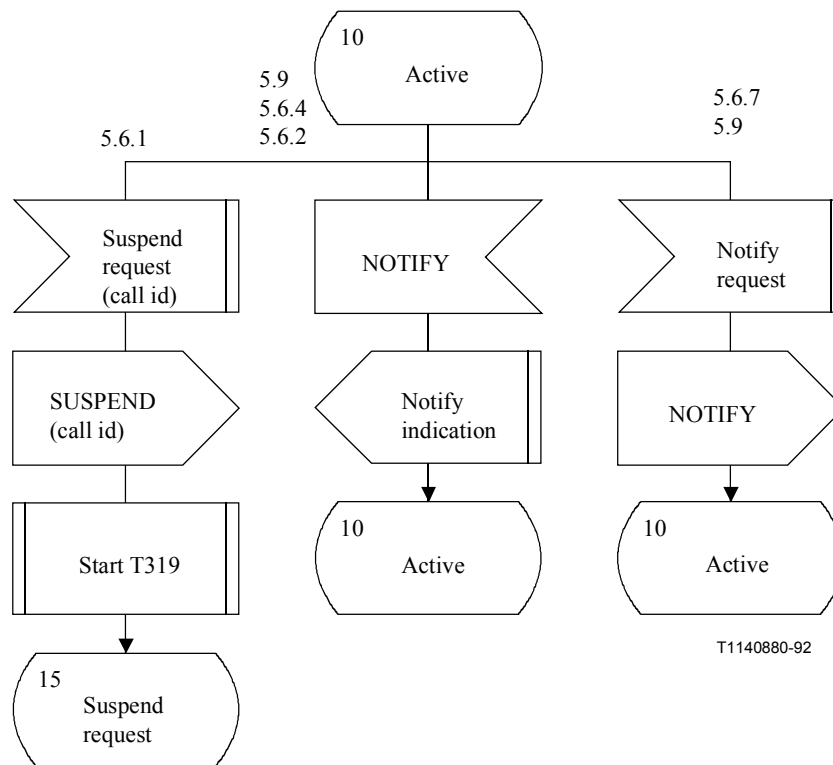 10
Active
5.9
5.6.4
5.6.2
5.6.7
5.9
5.6.1
Suspend
request
(call id)
NOTIFY
Notify
request
SUSPEND
(call id)
Notify
indication
NOTIFY
Start T319
10
Active
10
Active
T1140880-92
15
Suspend
request